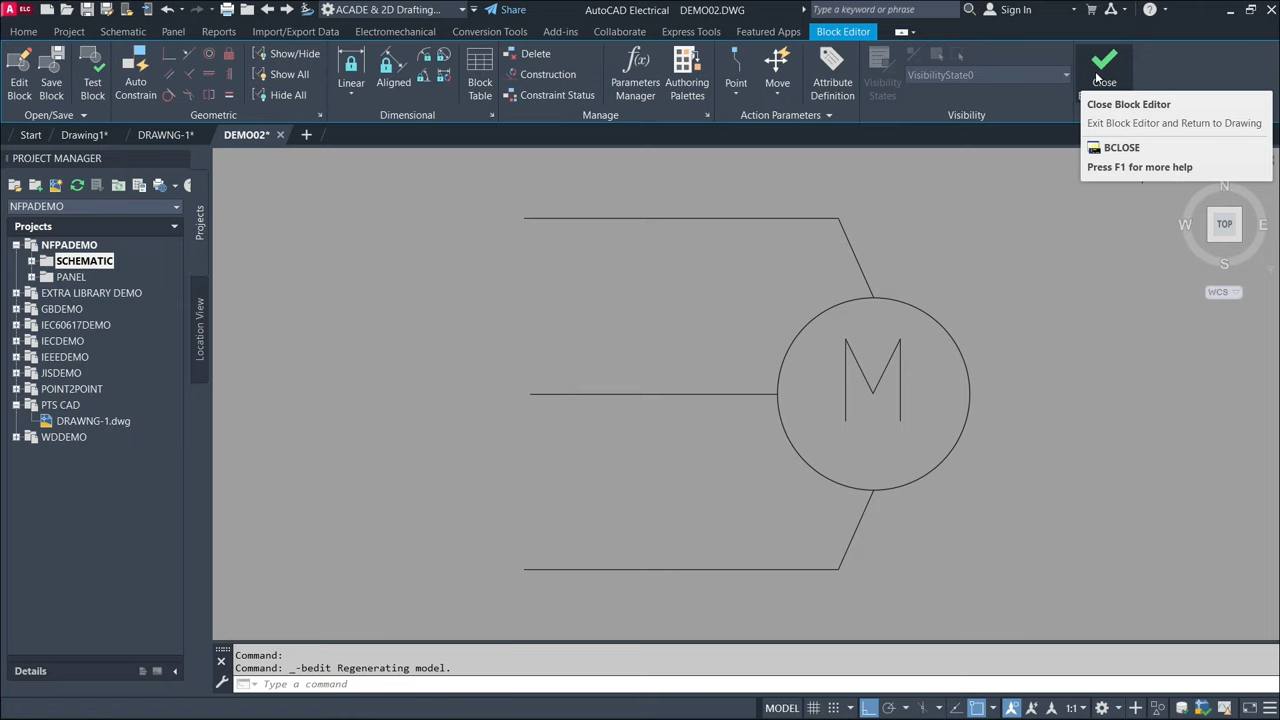 A ELC ACADE & 2D Drafting... Share AutoCAD Electrical DEMO02.DWG Type a keyword or phrase Sign In
Home Project Schematic Panel Reports Import/Export Data Electromechanical Conversion Tools Add-ins Collaborate Express Tools Featured Apps Block Editor
Edit Block
Save Block
Test Block
Open/Save
Auto Constrain
Show/Hide
Show All
Hide All
Geometric
Linear
Aligned
Dimensional
Block Table
Delete
Construction
Constraint Status
Parameters Manager
Authoring Palettes
Manage
Point
Move
Attribute Definition
Action Parameters
Visibility States
VisibilityState0
Visibility
Close
Close Block Editor
Exit Block Editor and Return to Drawing
BCLOSE
Press F1 for more help
Start Drawing1* DRAWNG-1* DEMO02*
PROJECT MANAGER
NFPADEMO
Projects
NFPADEMO
SCHEMATIC
PANEL
EXTRA LIBRARY DEMO
GBDEMO
IEC60617DEMO
IECDEMO
IEEEDEMO
JISDEMO
POINT2POINT
PTS CAD
DRAWNG-1.dwg
WDDEMO
Projects
Location View
Details
M
N
W TOP E
S
WCS
Command:
Command: _-bedit Regenerating model.
Type a command
MODEL 1:1